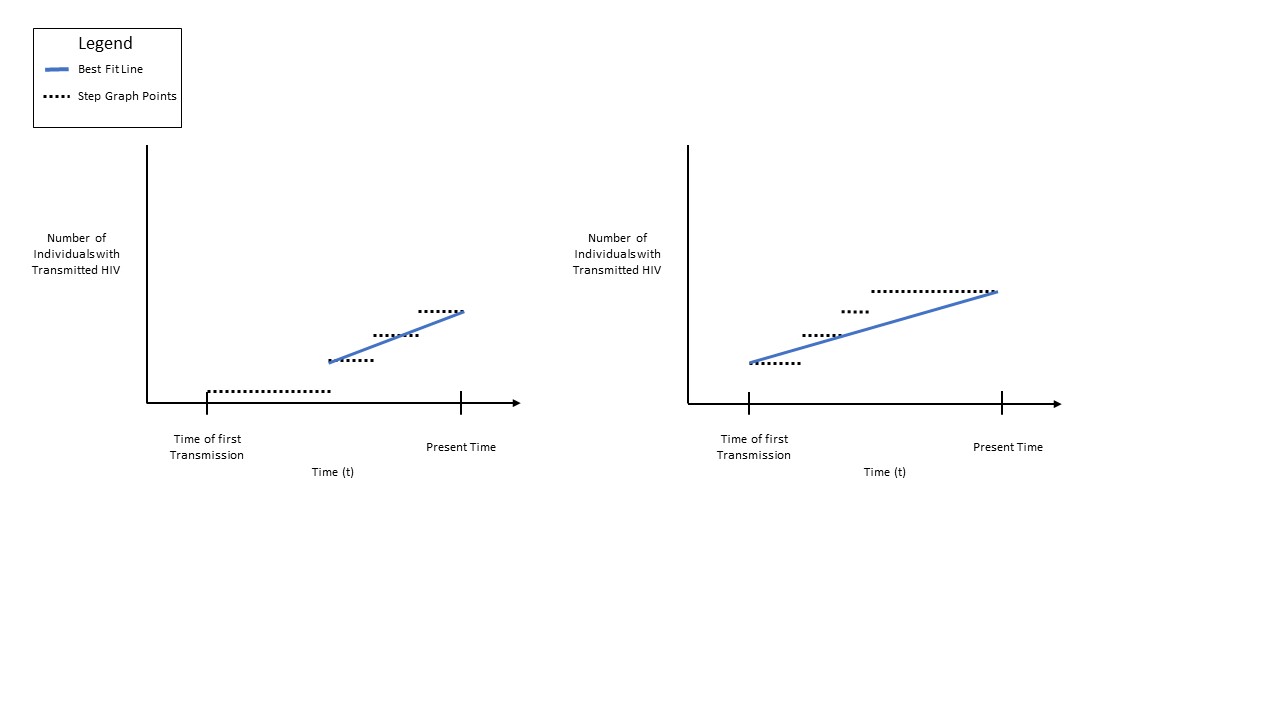 Legend
Best Fit Line
Step Graph Points
Number of
Individuals with
Transmitted HIV
Time of first
Transmission
Present Time
Time (t)
Number of
Individuals with
Transmitted HIV
Time of first
Transmission
Present Time
Time (t)